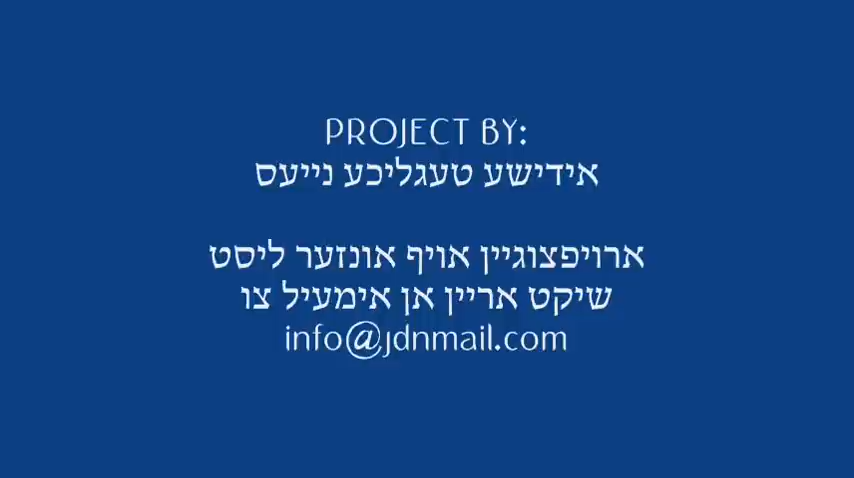 PROJECT BY:
אידישע טעגליכע נייעס
ארויפצוגיין אויף אונזער ליסט
שיקט אריין אן אימעיל צו
info@jdnmail.com